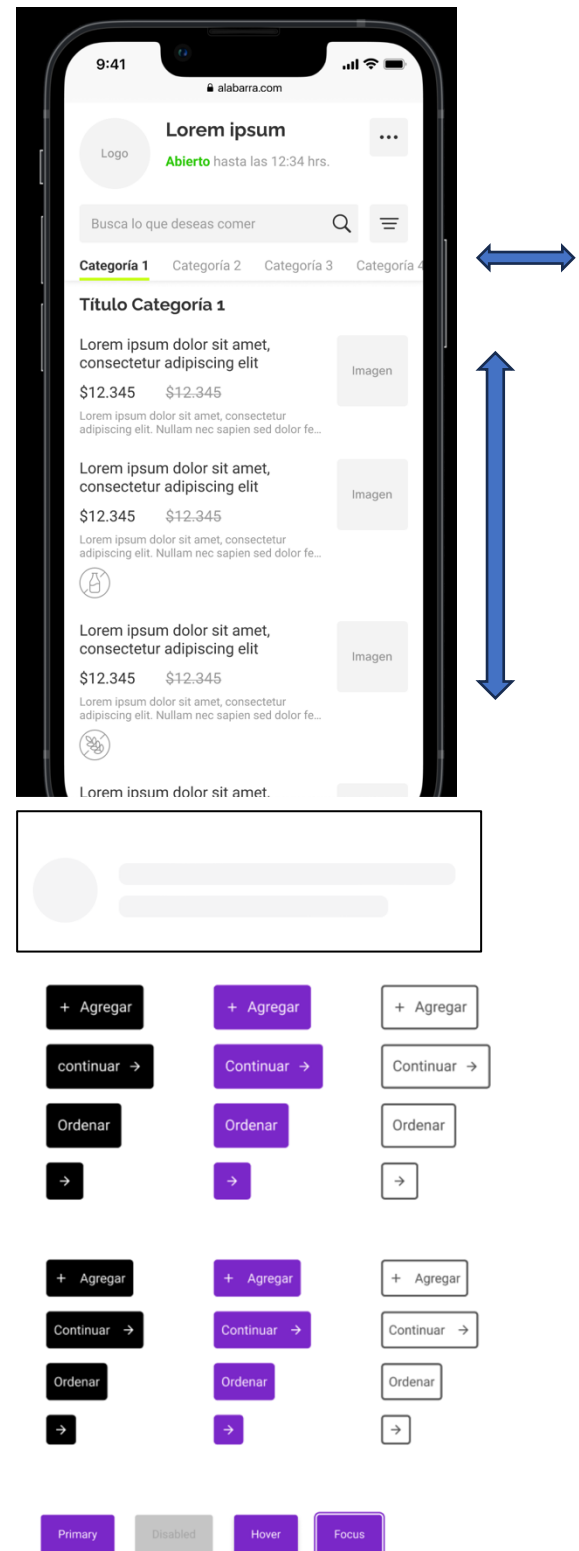 9:41
alabarra.com
Logo
Lorem ipsum
Abierto hasta las 12:34 hrs.
Busca lo que deseas comer
Categoría 1 Categoría 2 Categoría 3 Categoría 4
Título Categoría 1
Lorem ipsum dolor sit amet,
consectetur adipiscing elit
$12.345 $12.345
Imagen
Lorem ipsum dolor sit amet, consectetur
adipiscing elit. Nullam nec sapien sed dolor fe...
Lorem ipsum dolor sit amet,
consectetur adipiscing elit
$12.345 $12.345
Imagen
Lorem ipsum dolor sit amet, consectetur
adipiscing elit. Nullam nec sapien sed dolor fe...
Lorem ipsum dolor sit amet,
consectetur adipiscing elit
$12.345 $12.345
Imagen
Lorem ipsum dolor sit amet, consectetur
adipiscing elit. Nullam nec sapien sed dolor fe...
Lorem ipsum dolor sit amet,
+ Agregar + Agregar + Agregar
continuar → Continuar → Continuar →
Ordenar Ordenar Ordenar
→ → →
+ Agregar + Agregar + Agregar
Continuar → Continuar → Continuar →
Ordenar Ordenar Ordenar
→ → →
Primary Disabled Hover Focus